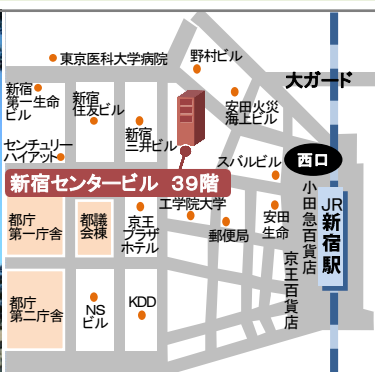 東京医科大学病院
野村ビル
大ガード
新宿
第一生命
ビル
新宿
住友ビル
安田火災
海上ビル
新宿
三井ビル
センチュリー
ハイアット
スバルビル
西口
新宿センタービル 39階
小田急百貨店
JR
新宿駅
工学院大学
都庁
第一庁舎
都議
会棟
京王
プラザ
ホテル
郵便局
安田
生命
京王百貨店
都庁
第二庁舎
NS
ビル
KDD